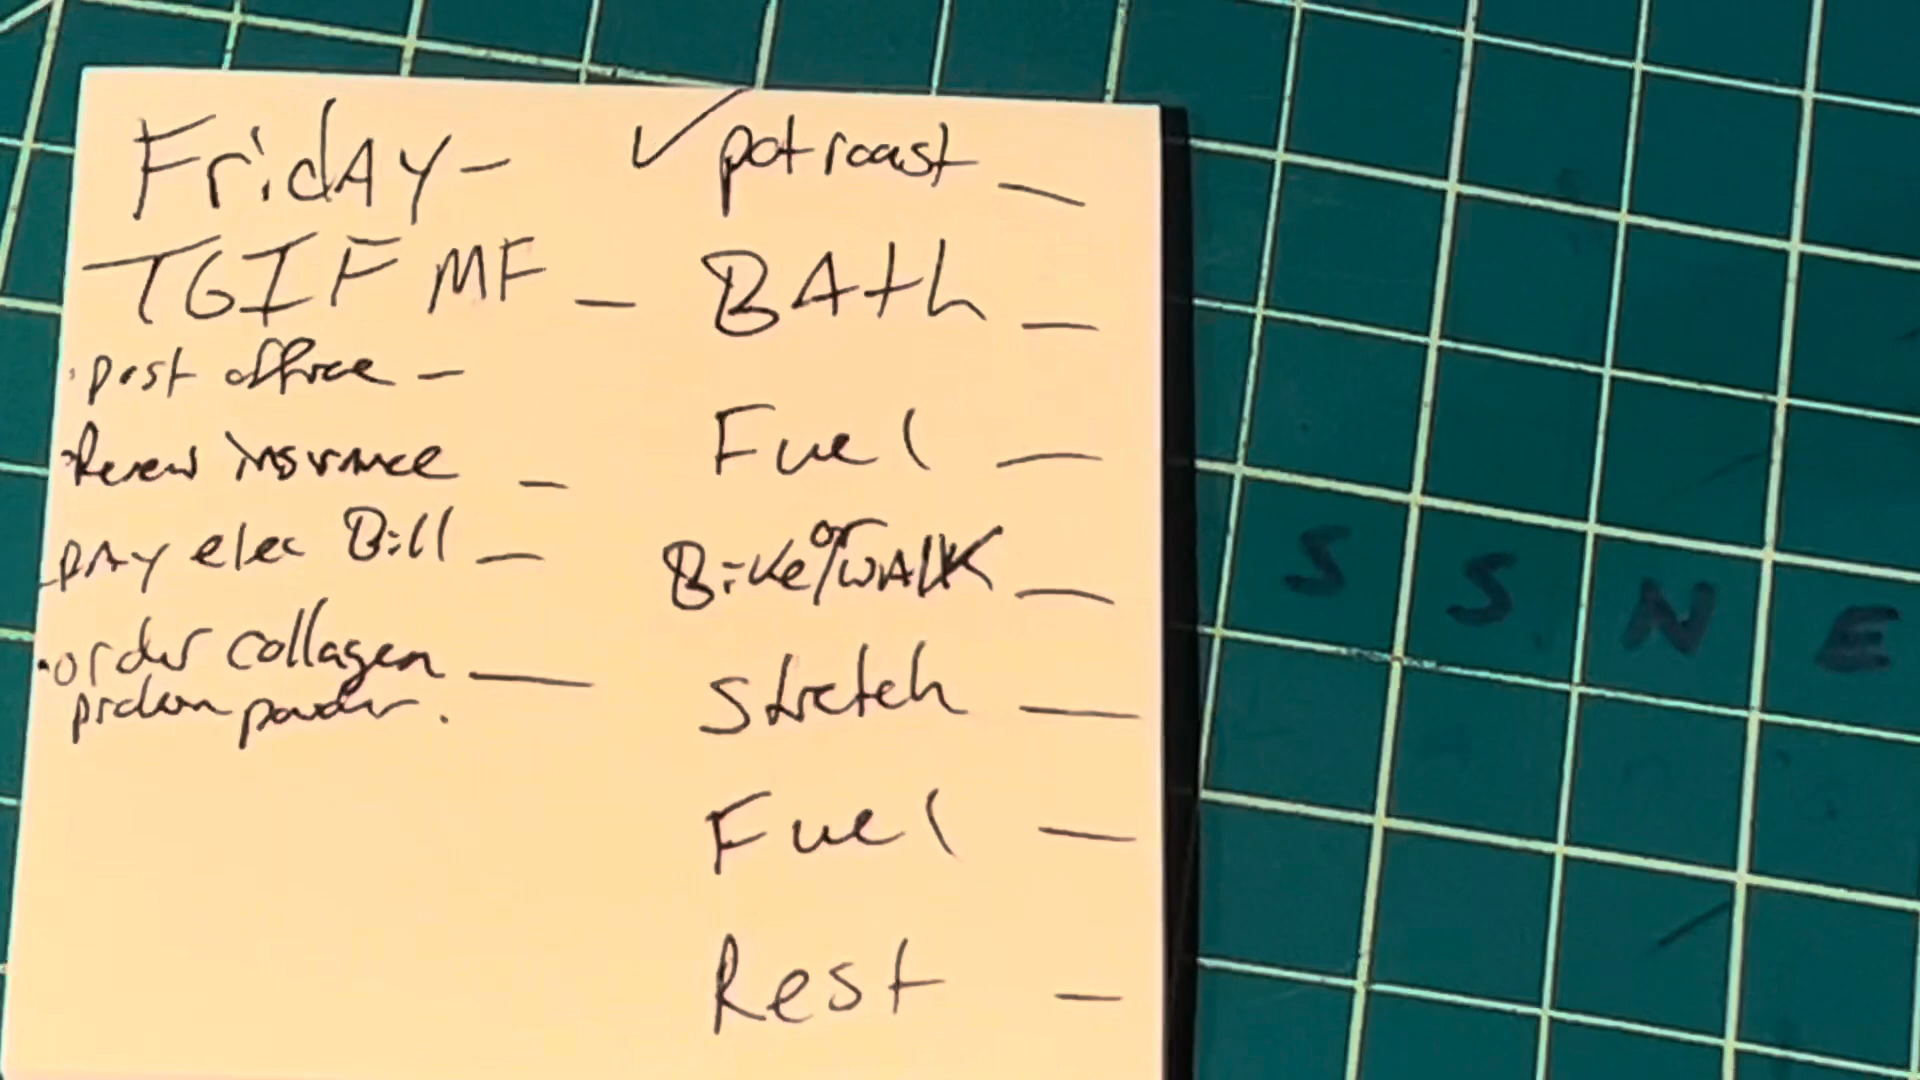 Friday -
TGIF MF _
· post office -
· Renew insurance _
- pay elec Bill _
· order collagen _
protein powder.
✓ pot roast _
BAth _
Fuel _
Bike/or WALK _
Stretch _
Fuel _
Rest _
S S N E